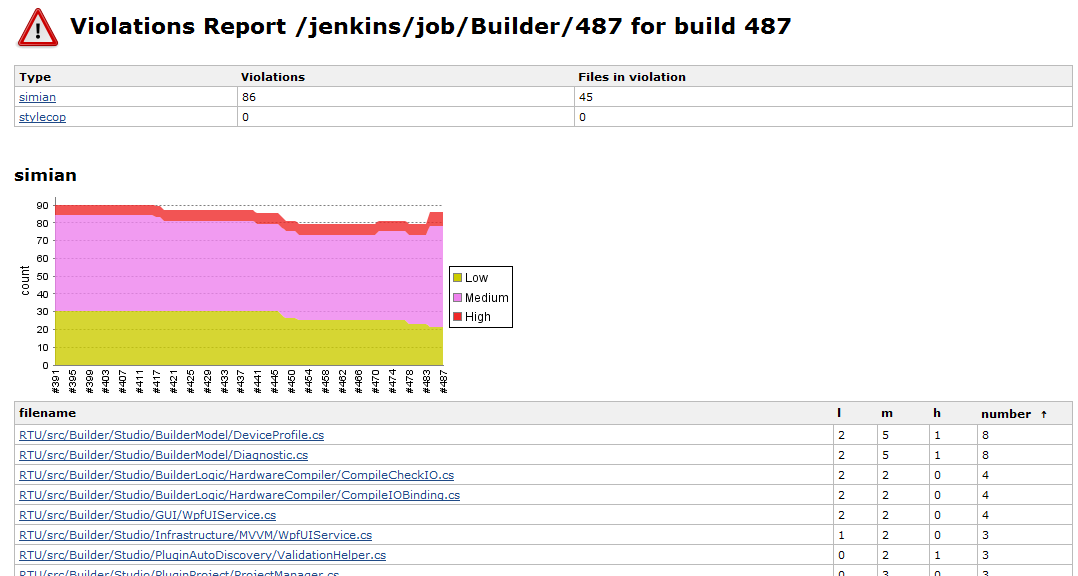 Violations Report /jenkins/job/Builder/487 for build 487
Type Violations Files in violation
simian 86 45
stylecop 0 0
simian
90
80
70
60
50
40
30
20
10
0
count
#391 #395 #399 #403 #407 #411 #417 #421 #425 #429 #433 #437 #441 #445 #450 #454 #458 #462 #466 #470 #474 #478 #483 #487
Low
Medium
High
filename l m h number ↑
RTU/src/Builder/Studio/BuilderModel/DeviceProfile.cs 2 5 1 8
RTU/src/Builder/Studio/BuilderModel/Diagnostic.cs 2 5 1 8
RTU/src/Builder/Studio/BuilderLogic/HardwareCompiler/CompileCheckIO.cs 2 2 0 4
RTU/src/Builder/Studio/BuilderLogic/HardwareCompiler/CompileIOBinding.cs 2 2 0 4
RTU/src/Builder/Studio/GUI/WpfUIService.cs 2 2 0 4
RTU/src/Builder/Studio/Infrastructure/MVVM/WpfUIService.cs 1 2 0 3
RTU/src/Builder/Studio/PluginAutoDiscovery/ValidationHelper.cs 0 2 1 3
RTU/src/Builder/Studio/PluginProject/ProjectManager.cs 0 3 0 3